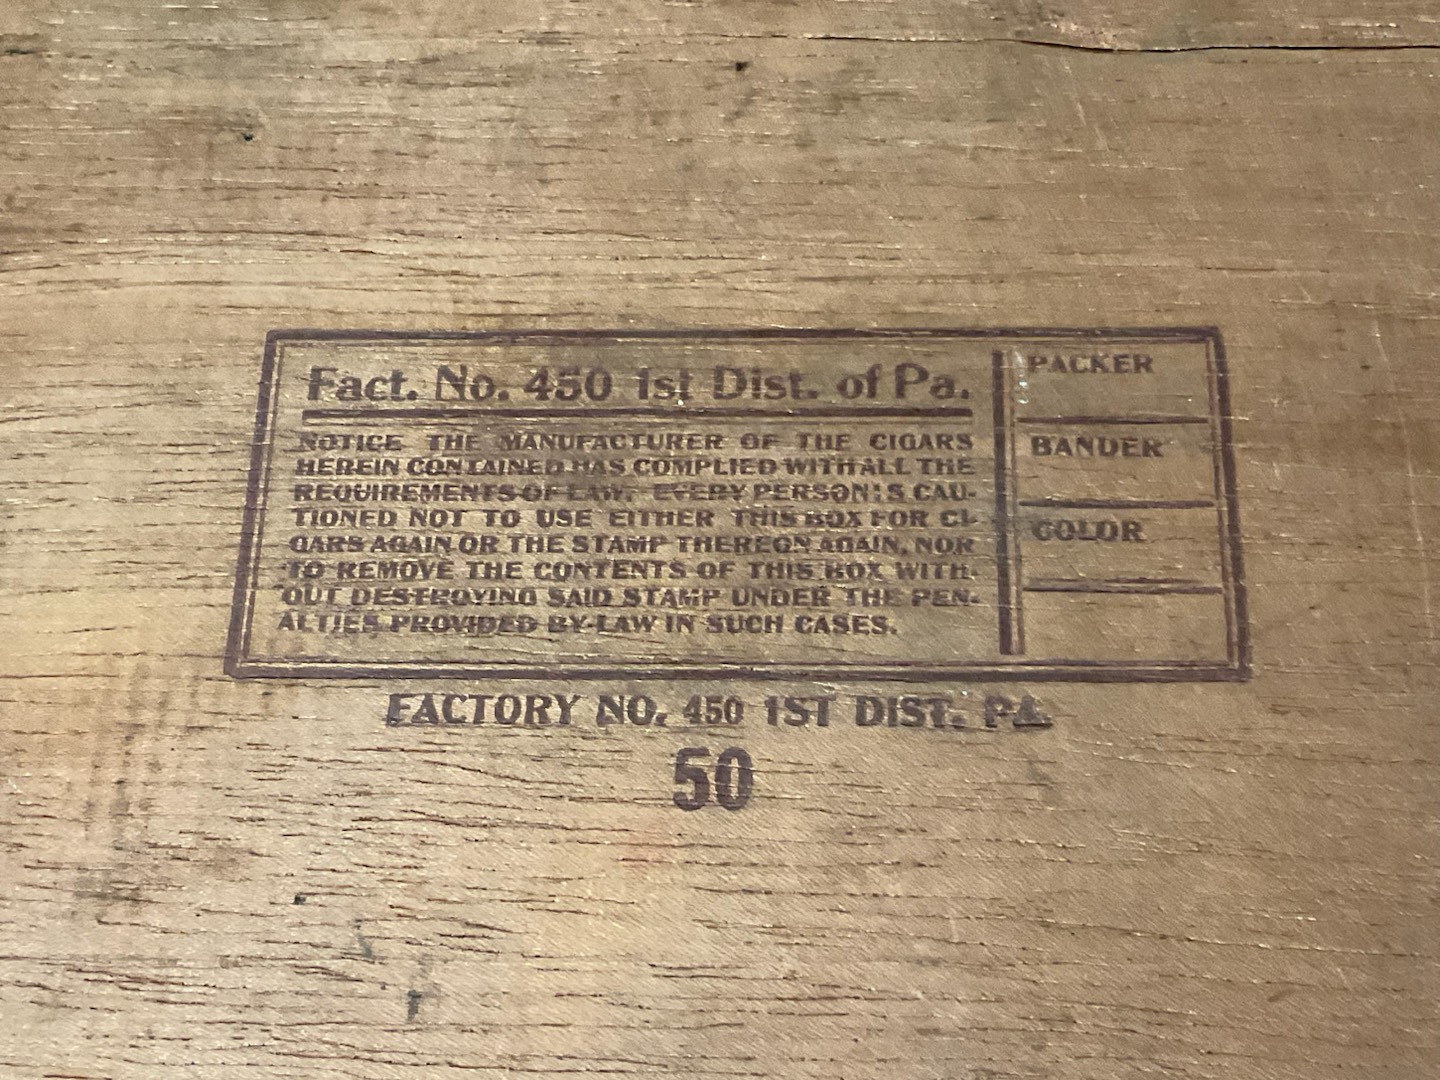 Fact. No. 450 1st Dist. of Pa.
NOTICE THE MANUFACTURER OF THE CIGARS
HEREIN CONTAINED HAS COMPLIED WITH ALL THE
REQUIREMENTS OF LAW. EVERY PERSON IS CAU-
TIONED NOT TO USE EITHER THIS BOX FOR CI-
GARS AGAIN OR THE STAMP THEREON AGAIN, NOR
TO REMOVE THE CONTENTS OF THIS BOX WITH-
OUT DESTROYING SAID STAMP UNDER THE PEN-
ALTIES PROVIDED BY LAW IN SUCH CASES.
PACKER
BANDER
COLOR
FACTORY NO. 450 1ST DIST. PA.
50